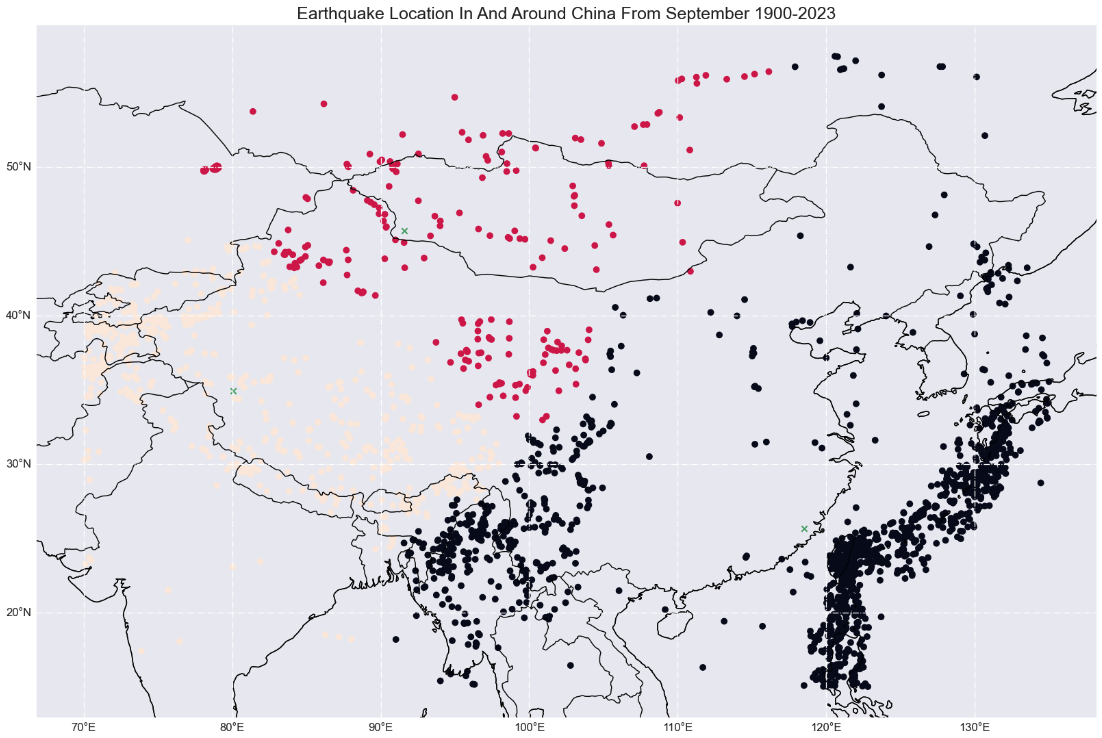 Earthquake Location In And Around China From September 1900-2023
50°N
40°N
30°N
20°N
70°E 80°E 90°E 100°E 110°E 120°E 130°E